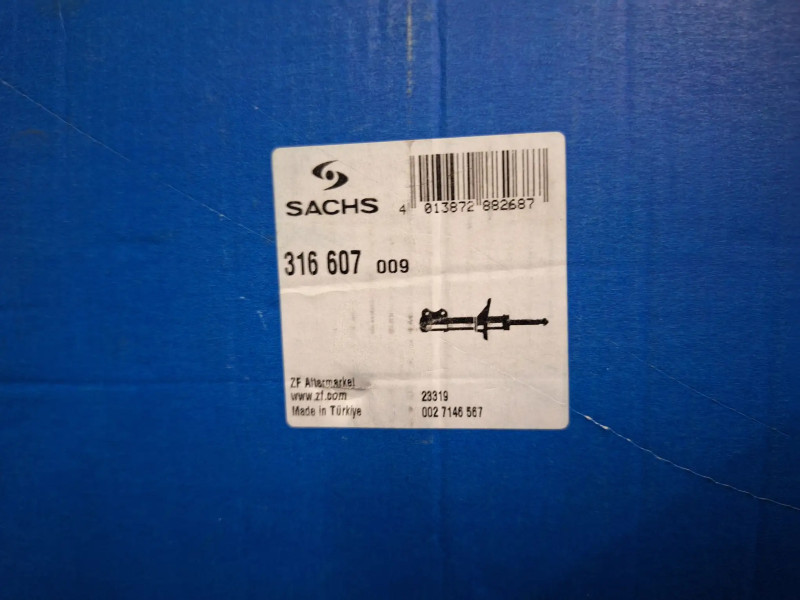 SACHS
4 013872 882687
316 607 009
ZF Aftermarket
www.zf.com
Made in Türkiye
23319
002 7146 567